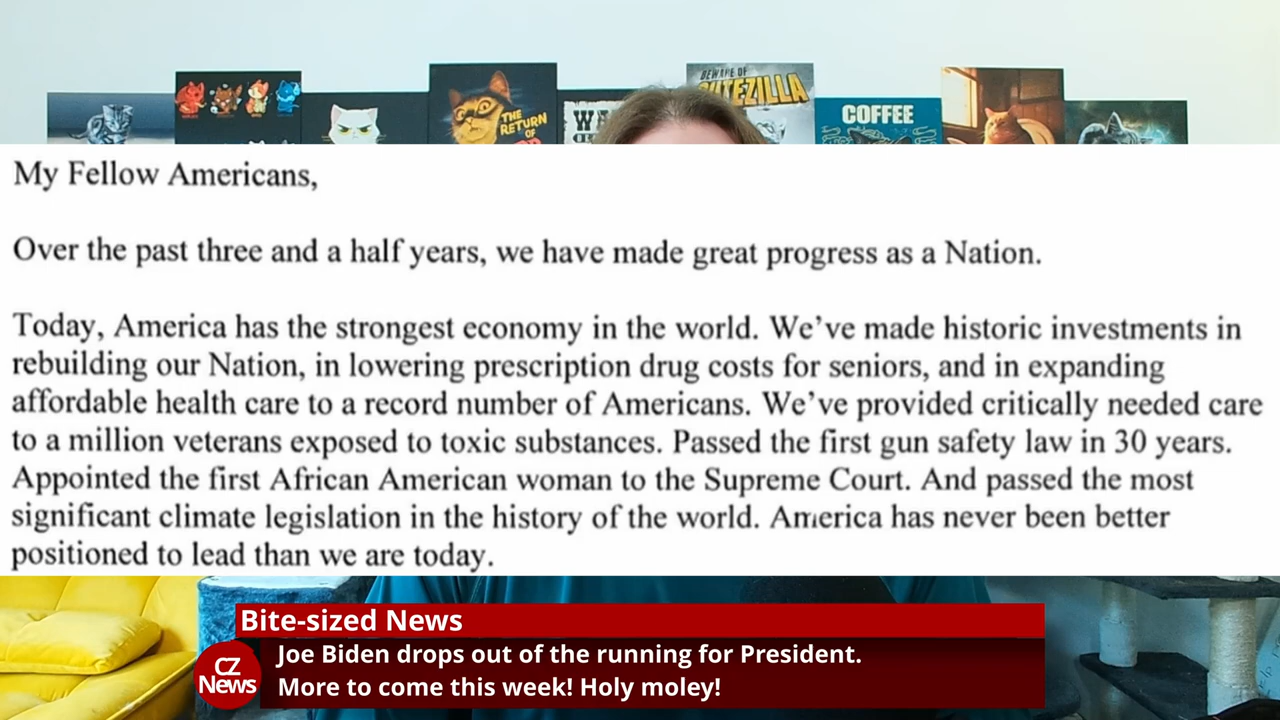 BEWARE OF
CUTEZILLA
THE
RETURN
OF
COFFEE
My Fellow Americans,
Over the past three and a half years, we have made great progress as a Nation.
Today, America has the strongest economy in the world. We've made historic investments in
rebuilding our Nation, in lowering prescription drug costs for seniors, and in expanding
affordable health care to a record number of Americans. We've provided critically needed care
to a million veterans exposed to toxic substances. Passed the first gun safety law in 30 years.
Appointed the first African American woman to the Supreme Court. And passed the most
significant climate legislation in the history of the world. America has never been better
positioned to lead than we are today.
Bite-sized News
Joe Biden drops out of the running for President.
More to come this week! Holy moley!
CZ
News